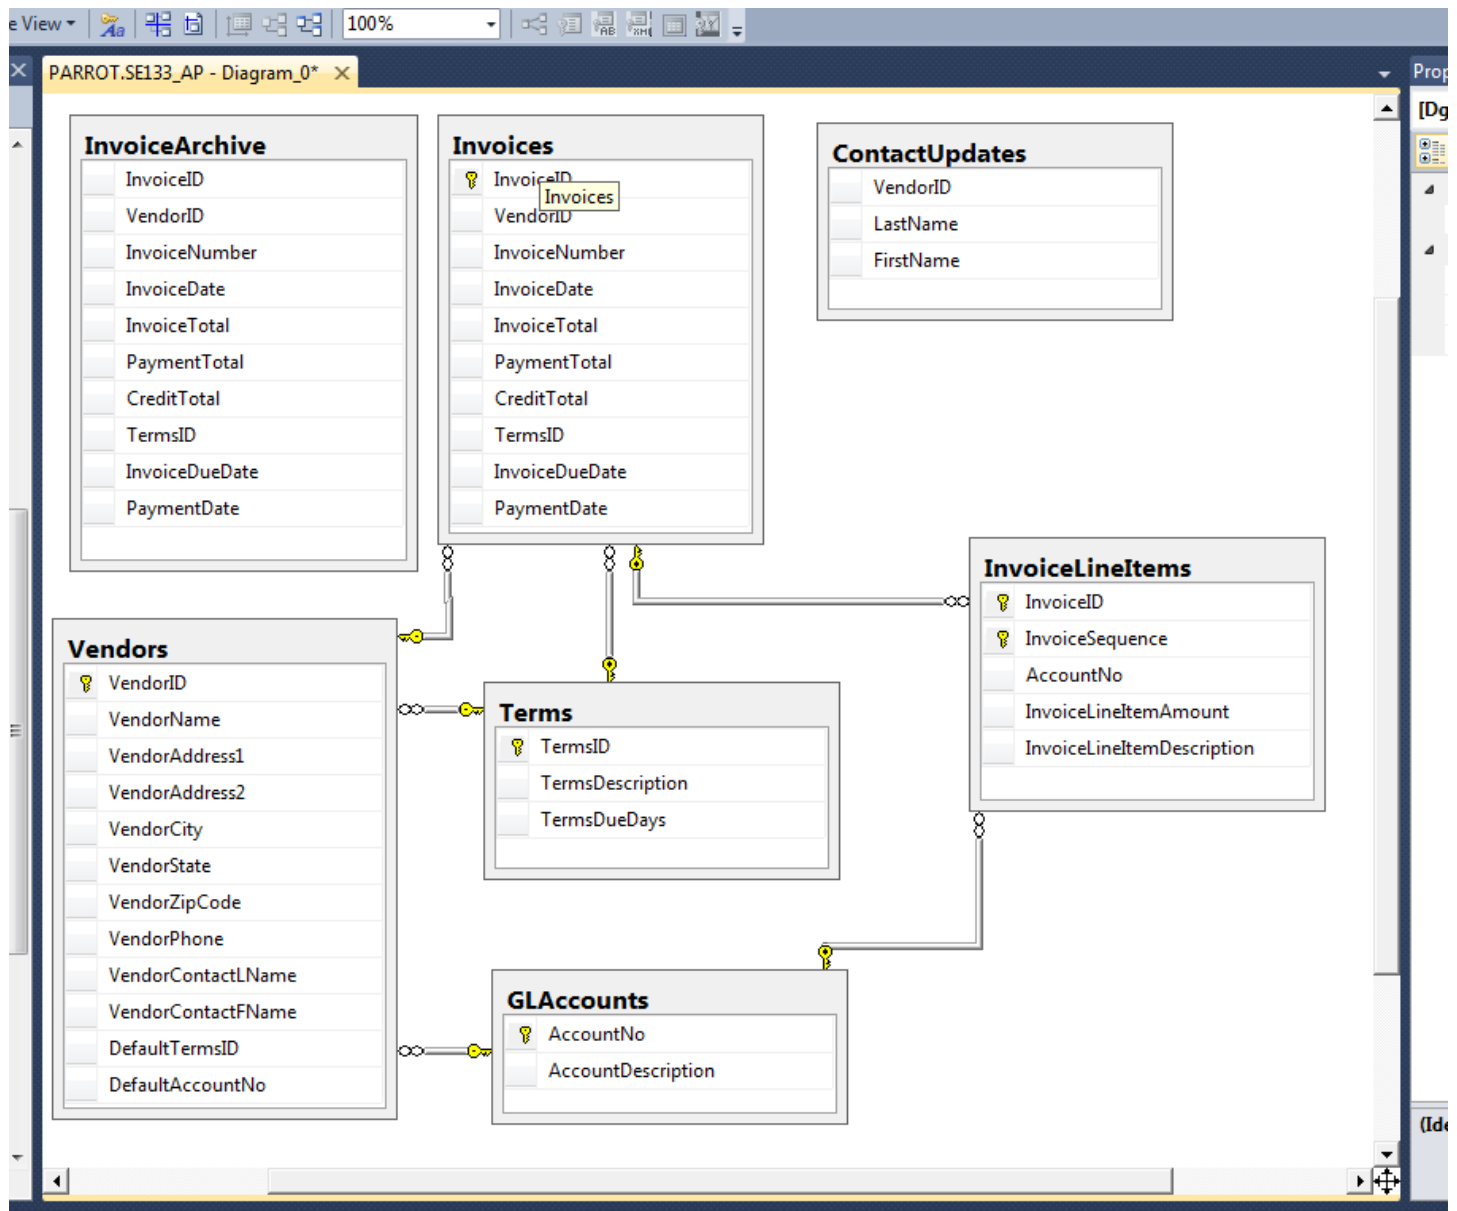 e View
100%
PARROT.SE133_AP - Diagram_0*
Prop
[Dg
InvoiceArchive
InvoiceID
VendorID
InvoiceNumber
InvoiceDate
InvoiceTotal
PaymentTotal
CreditTotal
TermsID
InvoiceDueDate
PaymentDate
Invoices
InvoiceID
Invoices
VendorID
InvoiceNumber
InvoiceDate
InvoiceTotal
PaymentTotal
CreditTotal
TermsID
InvoiceDueDate
PaymentDate
ContactUpdates
VendorID
LastName
FirstName
InvoiceLineItems
InvoiceID
InvoiceSequence
AccountNo
InvoiceLineItemAmount
InvoiceLineItemDescription
Vendors
VendorID
VendorName
VendorAddress1
VendorAddress2
VendorCity
VendorState
VendorZipCode
VendorPhone
VendorContactLName
VendorContactFName
DefaultTermsID
DefaultAccountNo
Terms
TermsID
TermsDescription
TermsDueDays
GLAccounts
AccountNo
AccountDescription
(Ide